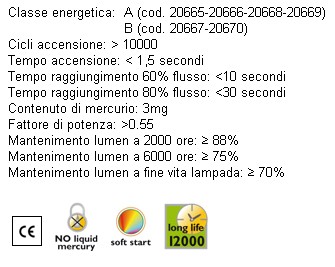 Classe energetica: A (cod. 20665-20666-20668-20669)
B (cod. 20667-20670)
Cicli accensione: > 10000
Tempo accensione: < 1,5 secondi
Tempo raggiungimento 60% flusso: <10 secondi
Tempo raggiungimento 80% flusso: <30 secondi
Contenuto di mercurio: 3mg
Fattore di potenza: >0.55
Mantenimento lumen a 2000 ore: ≥ 88%
Mantenimento lumen a 6000 ore: ≥ 75%
Mantenimento lumen a fine vita lampada: ≥ 70%
CE
NO liquid
mercury
soft start
long life
12000